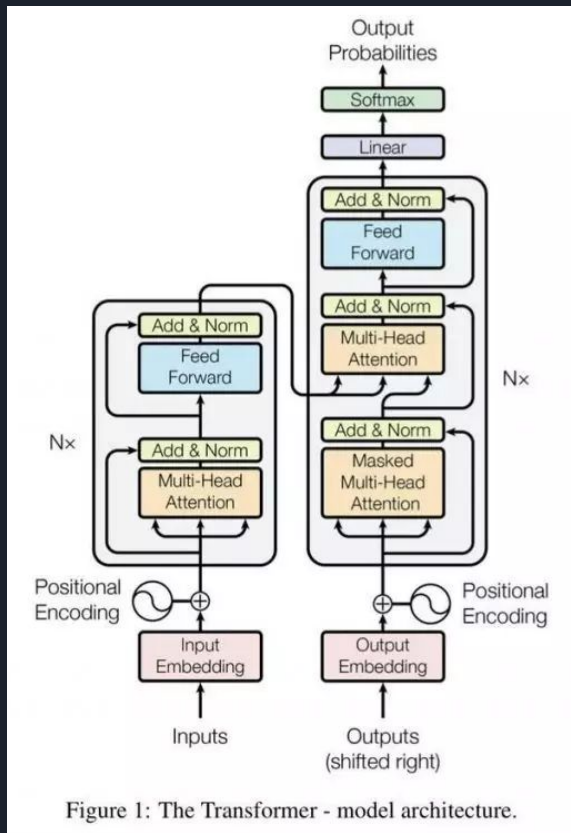 Output
Probabilities
Softmax
Linear
Add & Norm
Feed
Forward
Add & Norm
Multi-Head
Attention
Nx
Add & Norm
Masked
Multi-Head
Attention
Positional
Encoding
Output
Embedding
Outputs
(shifted right)
Add & Norm
Feed
Forward
Nx
Add & Norm
Multi-Head
Attention
Positional
Encoding
Input
Embedding
Inputs
Figure 1: The Transformer - model architecture.